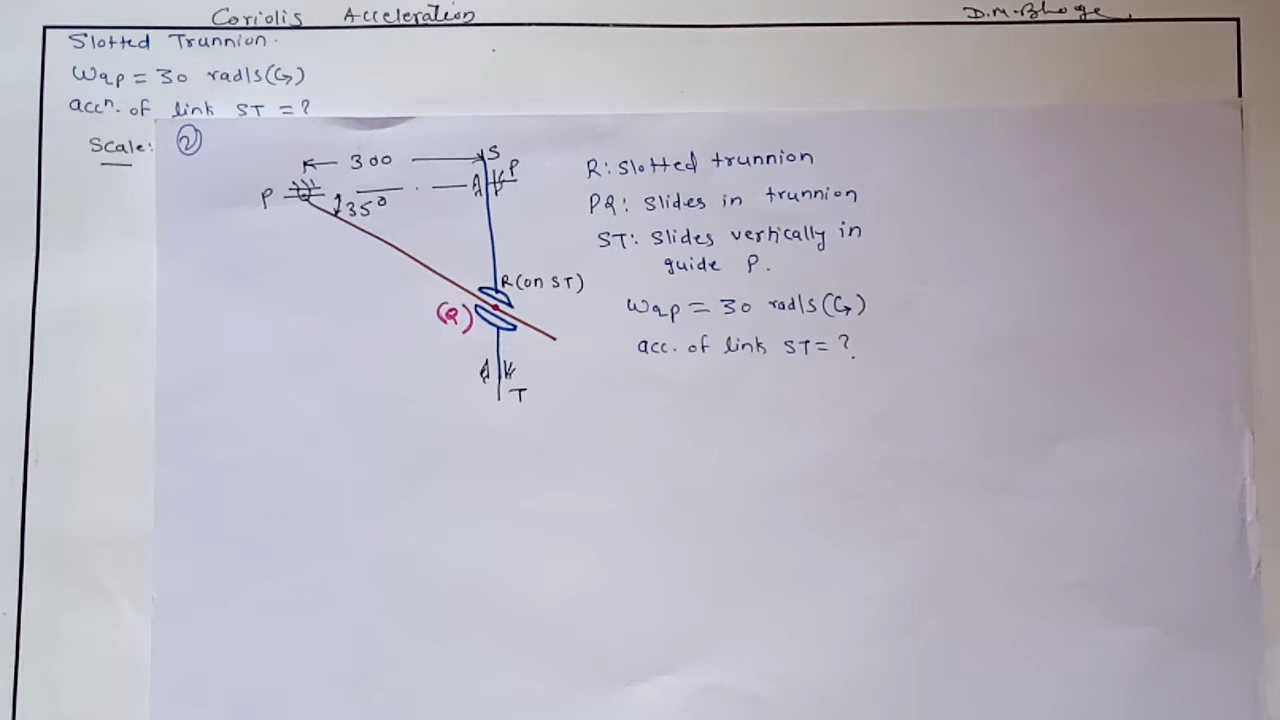 Coriolis Acceleration
D.M.Bhoge.
Slotted Trunnion.
ωqp = 30 rad/s(↻)
accⁿ. of link ST = ?
Scale:
②
300
S
P
P
35°
R(on ST)
(Q)
T
R: Slotted trunnion
PQ: Slides in trunnion
ST: Slides vertically in
guide P.
ωqp = 30 rad/s(↻)
acc. of link ST = ?